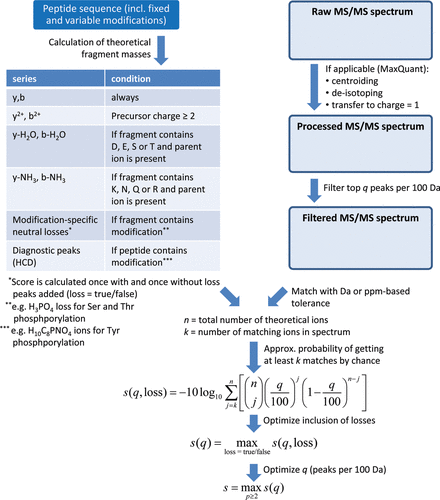 Peptide sequence (incl. fixed
and variable modifications)
Calculation of theoretical
fragment masses
series condition
y,b always
y²⁺, b²⁺ Precursor charge ≥ 2
y-H₂O, b-H₂O If fragment contains
D, E, S or T and parent
ion is present
y-NH₃, b-NH₃ If fragment contains
K, N, Q or R and parent
ion is present
Modification-specific
neutral losses* If fragment contains
modification**
Diagnostic peaks
(HCD) If peptide contains
modification***
*Score is calculated once with and once without loss
peaks added (loss = true/false)
**e.g. H₃PO₄ loss for Ser and Thr
phosphporylation
***e.g. H₁₀C₈PNO₄ ions for Tyr
phosphporylation
Raw MS/MS spectrum
If applicable (MaxQuant):
• centroiding
• de-isotoping
• transfer to charge = 1
Processed MS/MS spectrum
Filter top q peaks per 100 Da
Filtered MS/MS spectrum
Match with Da or ppm-based
tolerance
n = total number of theoretical ions
k = number of matching ions in spectrum
Approx. probability of getting
at least k matches by chance
s(q,loss) = −10 log₁₀ ∑ⁿⱼ₌ₖ [(n j) (q/100)ʲ (1 − q/100)ⁿ⁻ʲ]
Optimize inclusion of losses
s(q) = max s(q,loss)
loss = true/false
Optimize q (peaks per 100 Da)
s = max s(q)
p≥2